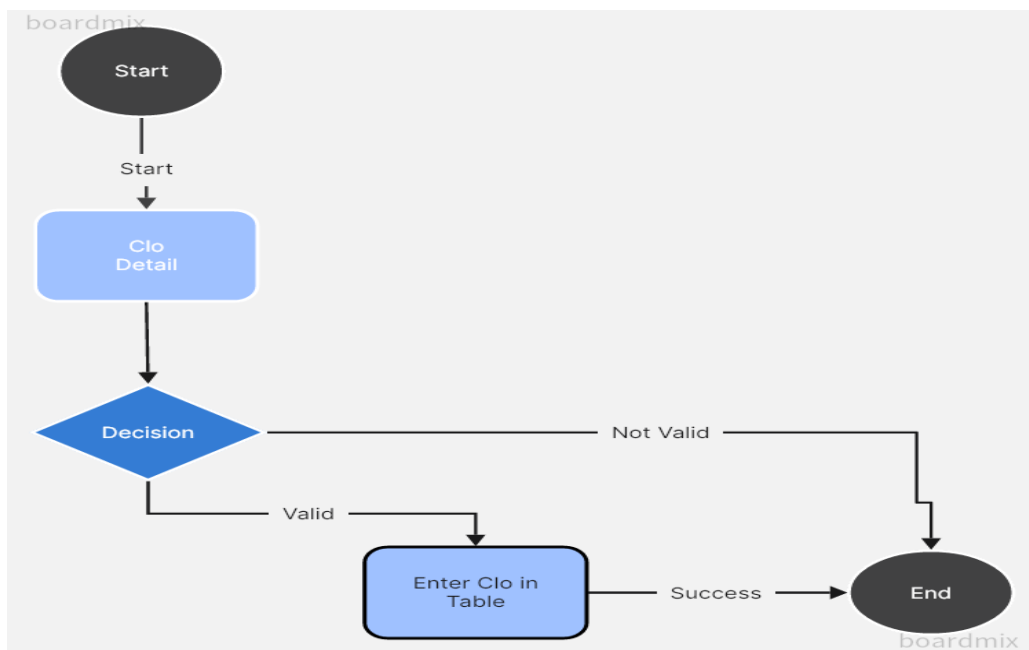 boardmix
Start
Start
Clo
Detail
Decision
Not Valid
Valid
Enter Clo in
Table
Success
End
boardmix